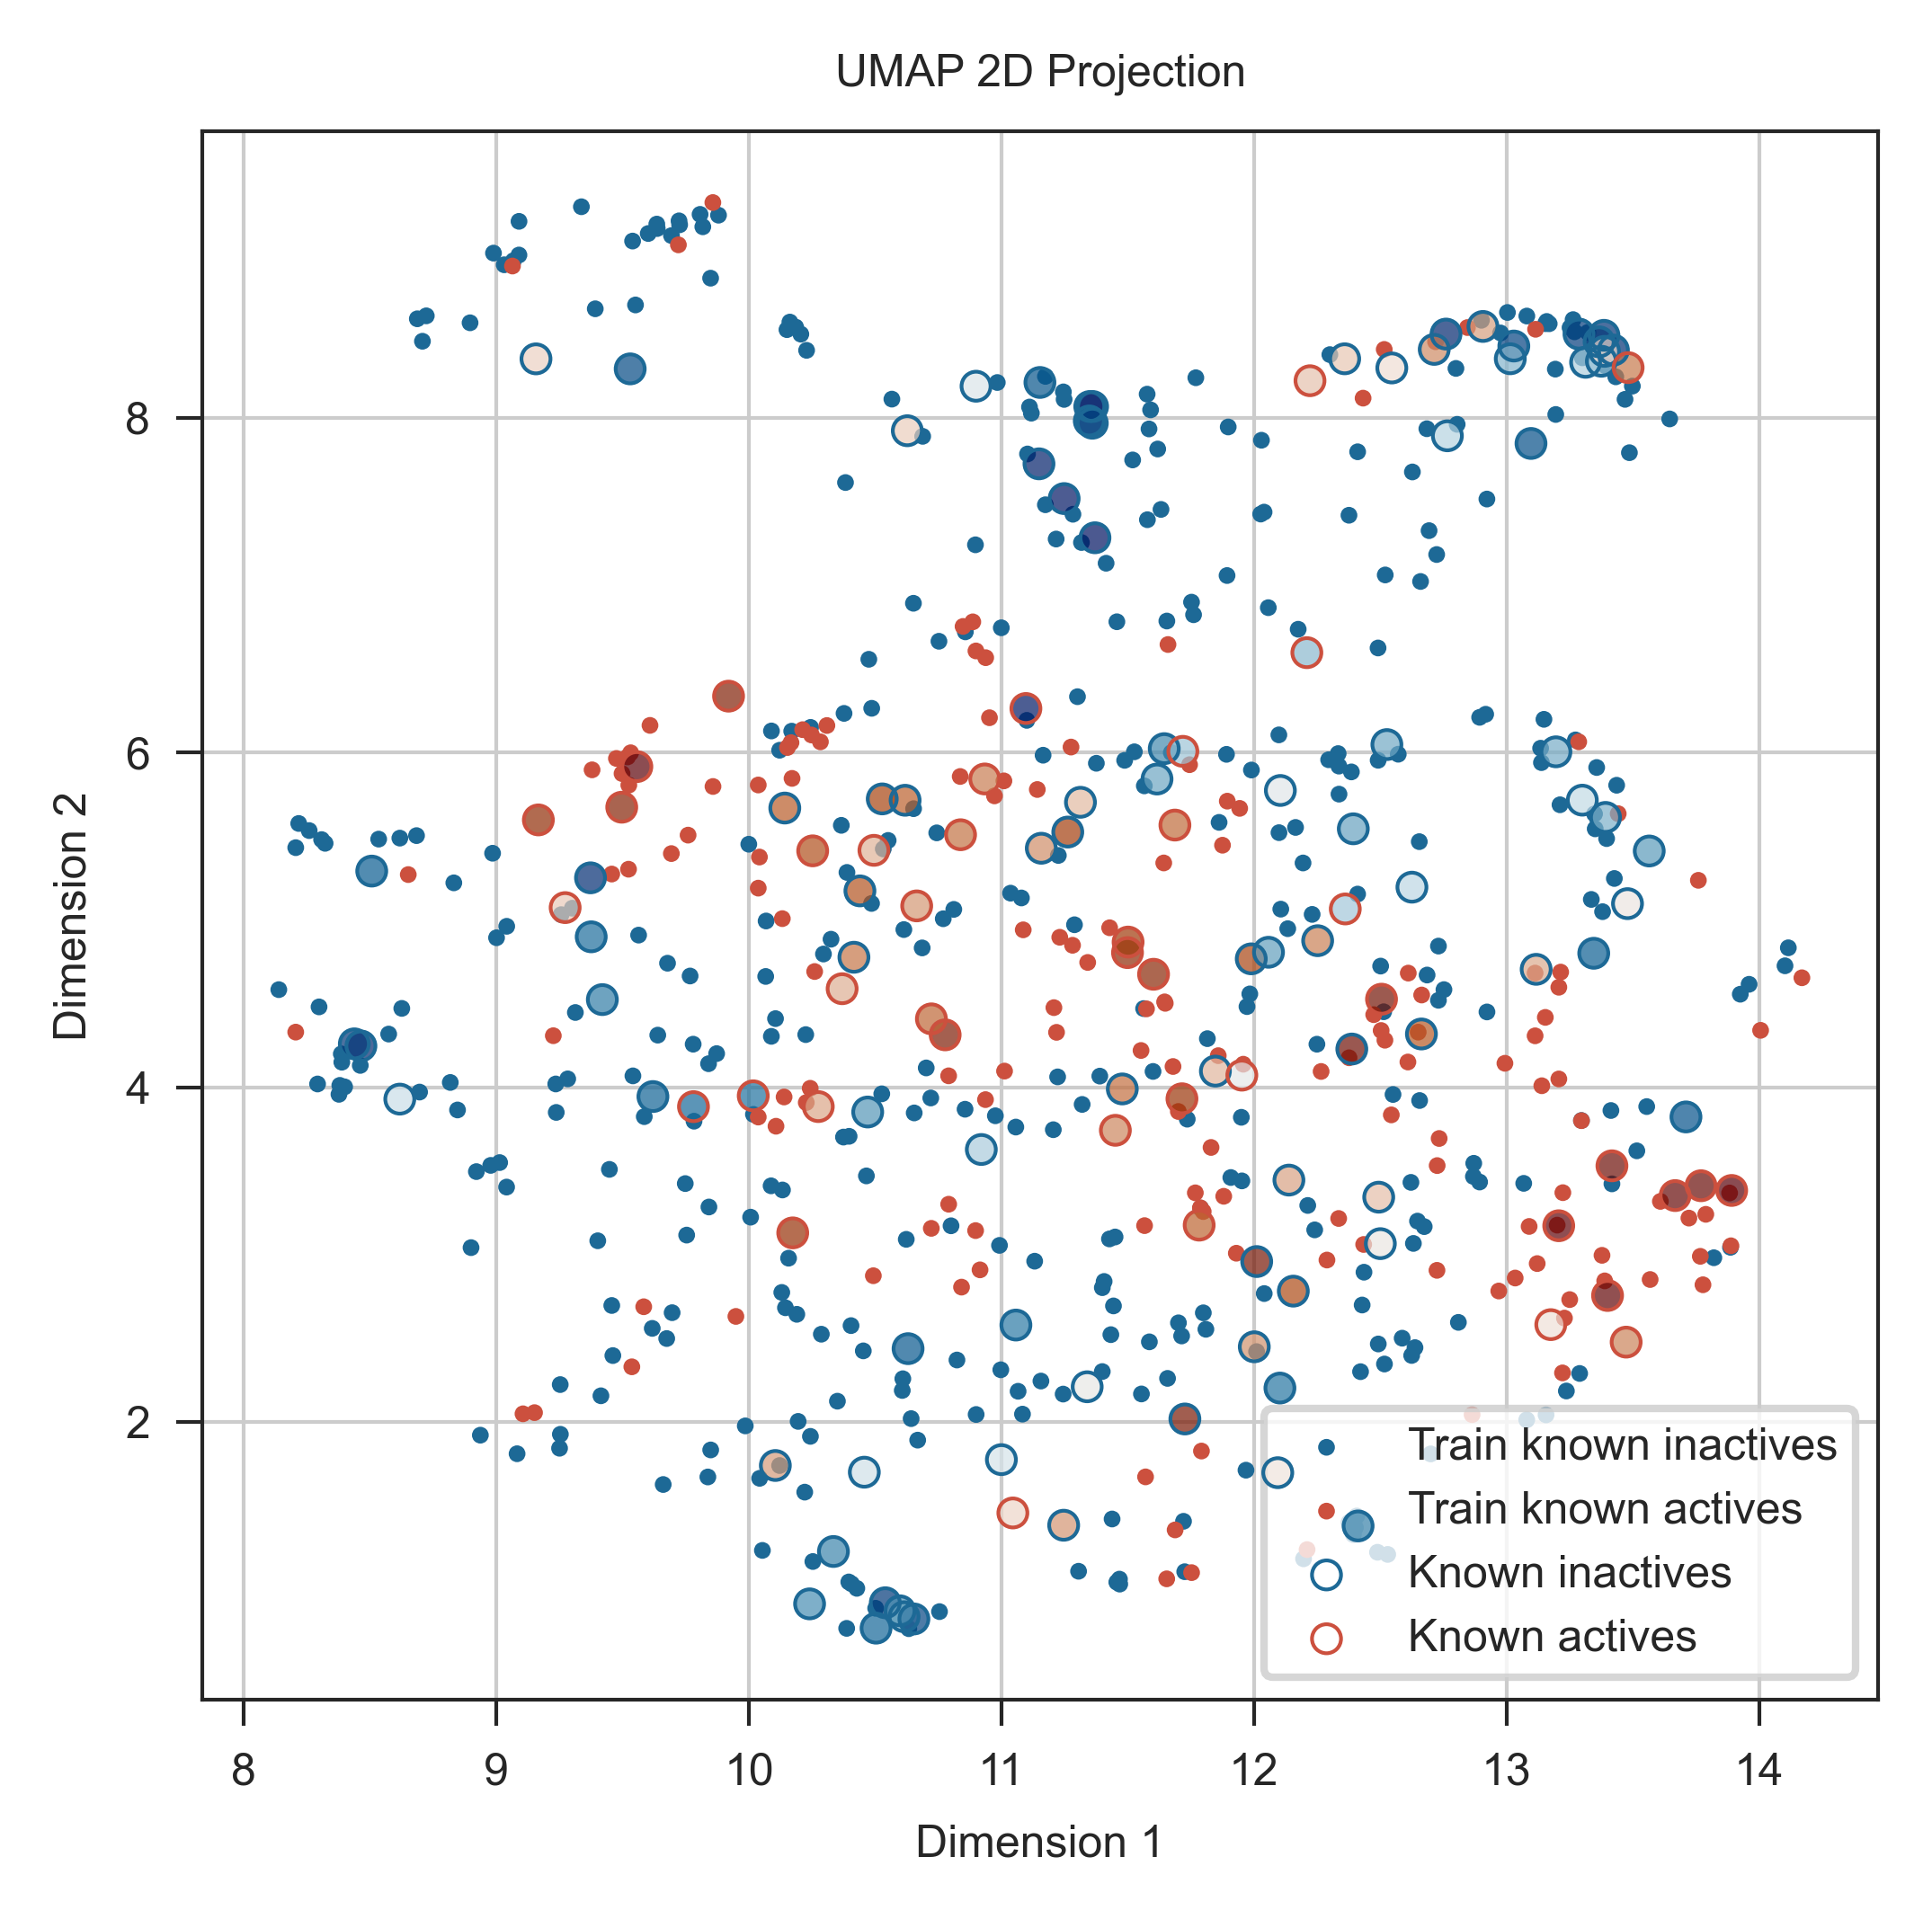 UMAP 2D Projection
8
6
4
2
Dimension 2
Train known inactives
Train known actives
Known inactives
Known actives
8 9 10 11 12 13 14
Dimension 1